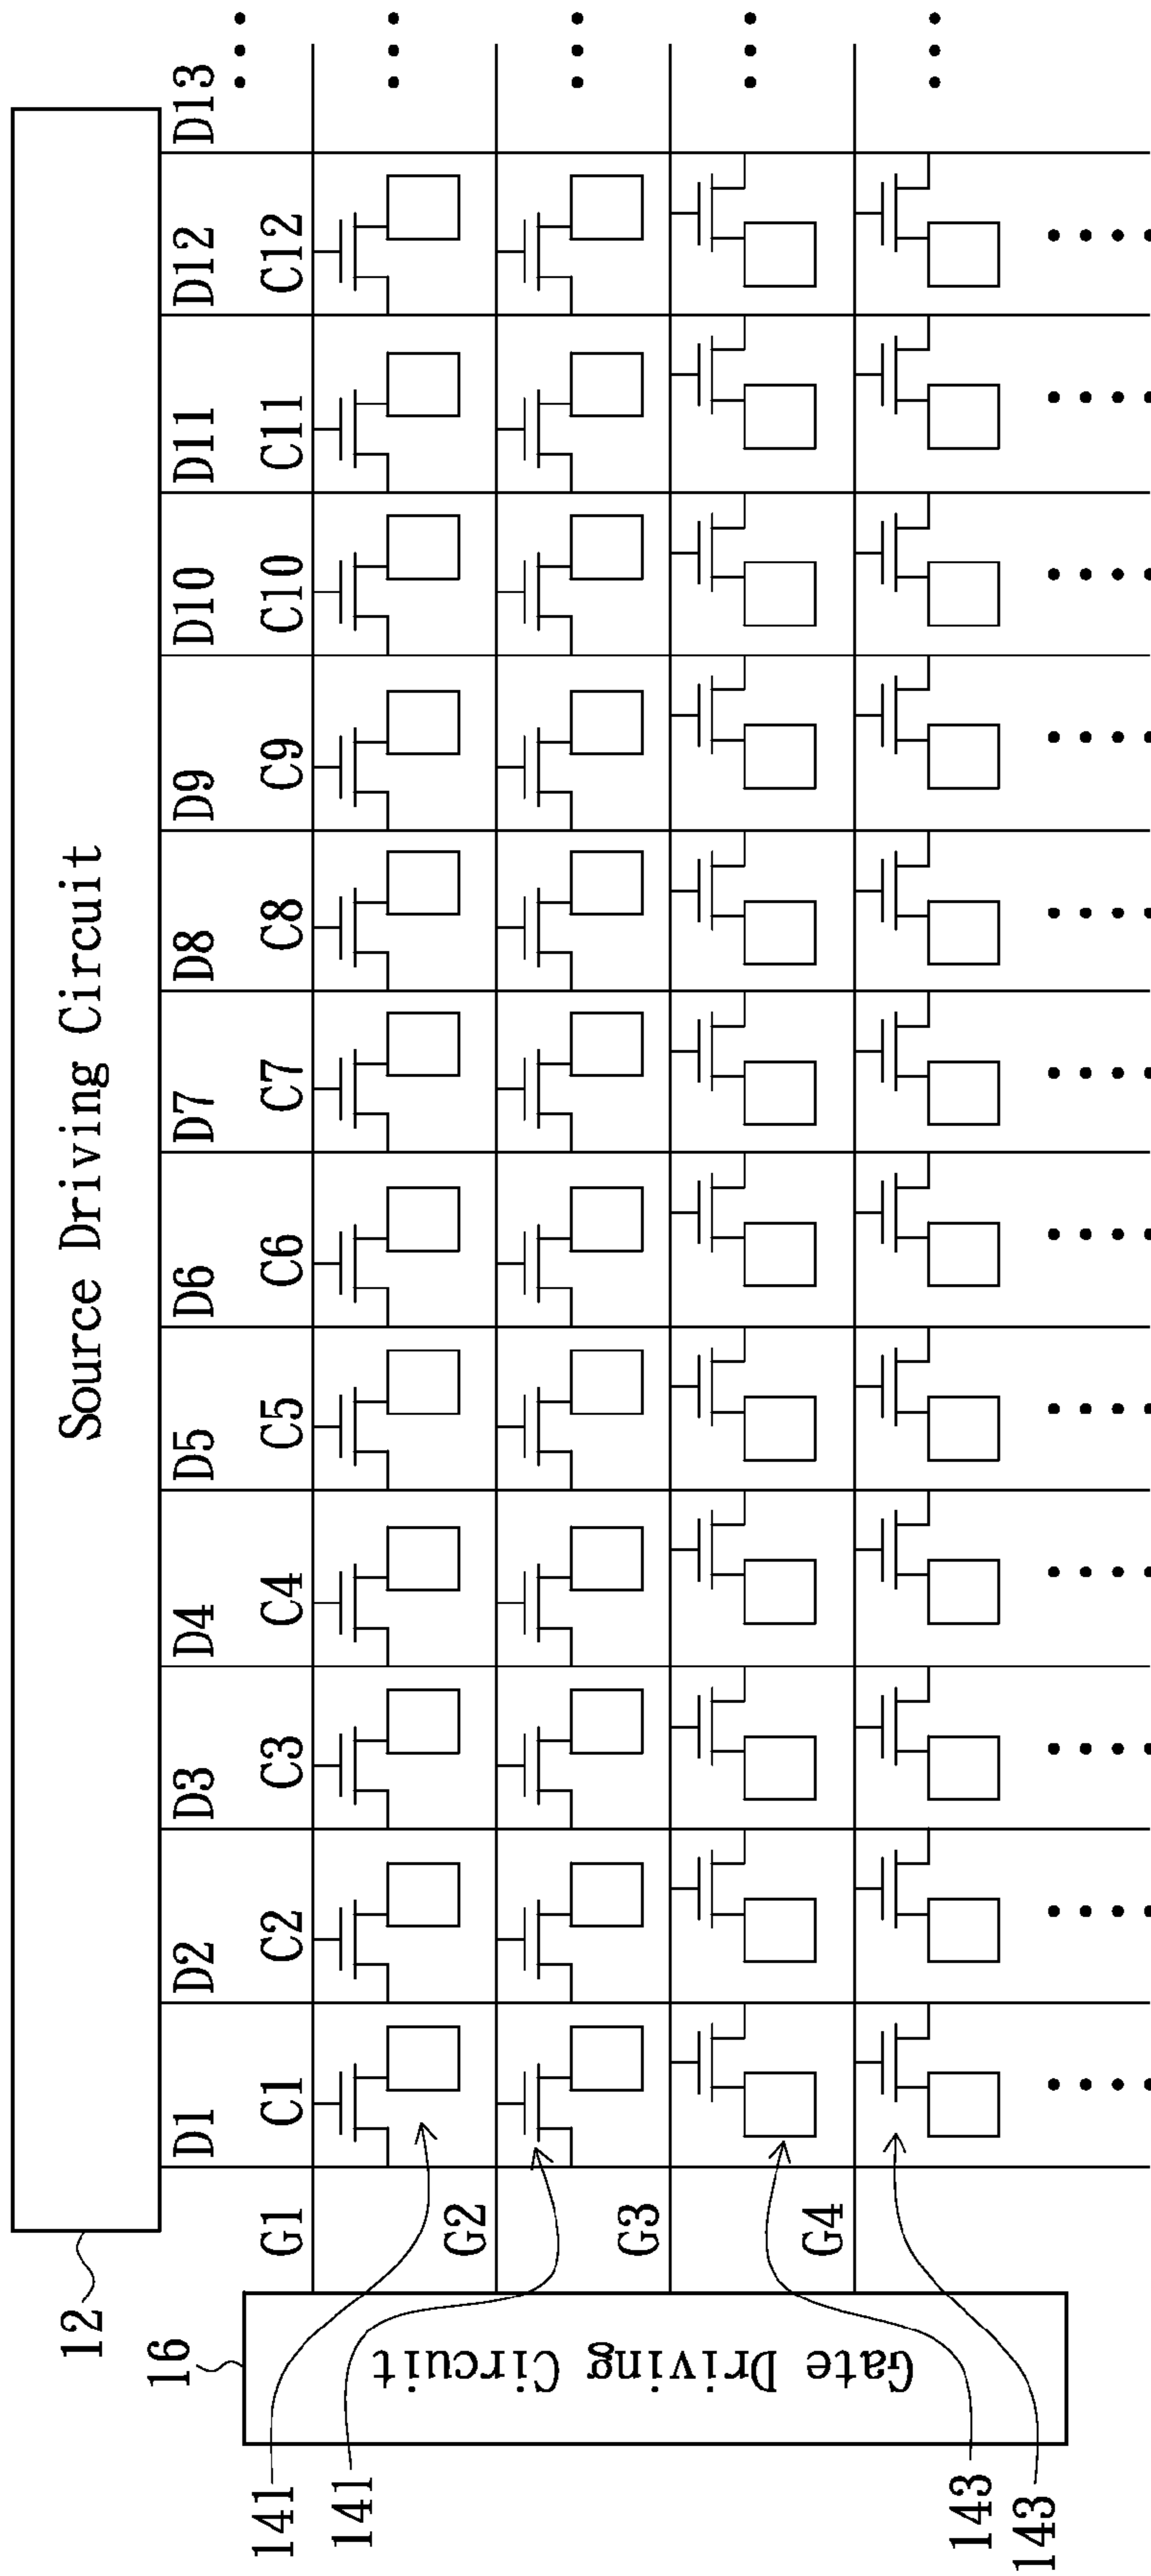 Source Driving Circuit
12
D1 D2 D3 D4 D5 D6 D7 D8 D9 D10 D11 D12 D13
C1 C2 C3 C4 C5 C6 C7 C8 C9 C10 C11 C12
16
Gate Driving Circuit
G1
G2
G3
G4
141
141
143
143